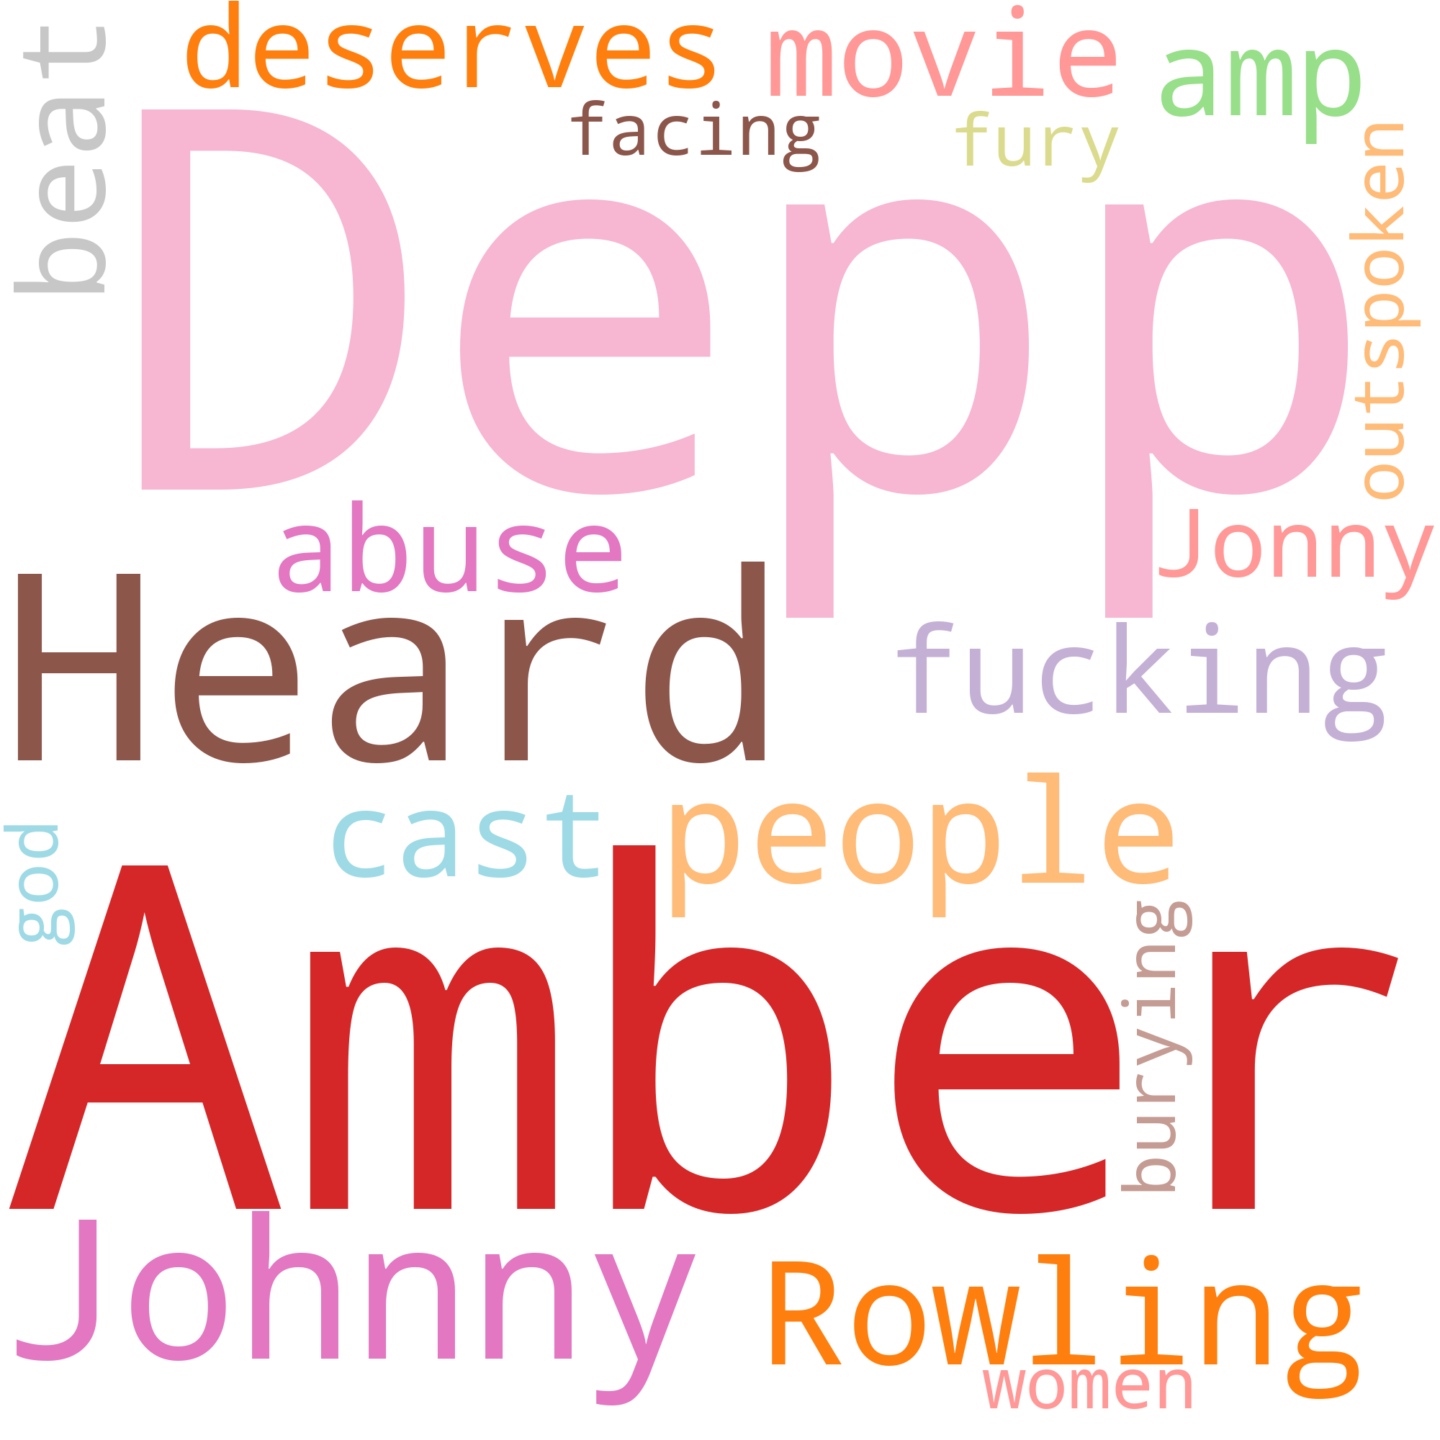 deserves
movie
amp
beat
facing
fury
Depp
outspoken
abuse
Jonny
Heard
fucking
cast
people
god
Amber
burying
Johnny
Rowling
women